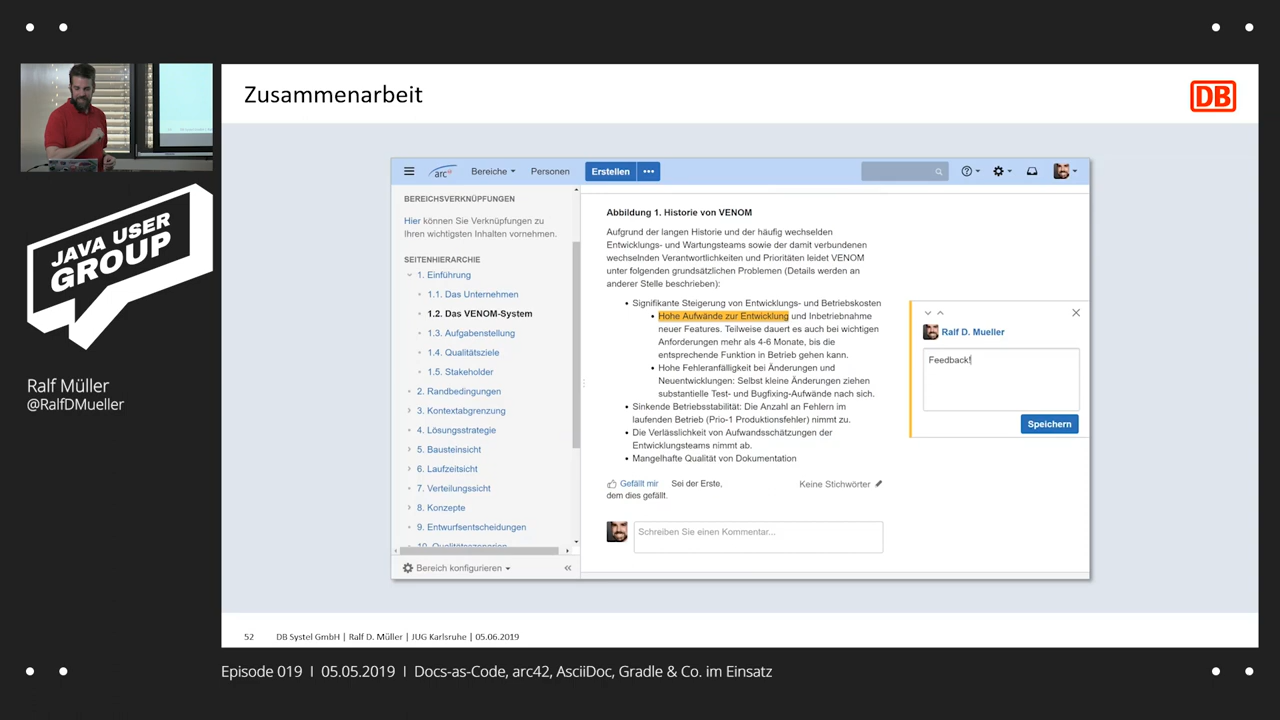 Zusammenarbeit
DB
JAVA USER
GROUP
Ralf Müller
@RalfDMueller
arc42
Bereiche
Personen
Erstellen
BEREICHSVERKNÜPFUNGEN
Hier können Sie Verknüpfungen zu
Ihren wichtigsten Inhalten vornehmen.
SEITENHIERARCHIE
1. Einführung
1.1. Das Unternehmen
1.2. Das VENOM-System
1.3. Aufgabenstellung
1.4. Qualitätsziele
1.5. Stakeholder
2. Randbedingungen
3. Kontextabgrenzung
4. Lösungsstrategie
5. Bausteinsicht
6. Laufzeitsicht
7. Verteilungssicht
8. Konzepte
9. Entwurfsentscheidungen
10. Qualitätsszenarien
Bereich konfigurieren
Abbildung 1. Historie von VENOM
Aufgrund der langen Historie und der häufig wechselnden
Entwicklungs- und Wartungsteams sowie der damit verbundenen
wechselnden Verantwortlichkeiten und Prioritäten leidet VENOM
unter folgenden grundsätzlichen Problemen (Details werden an
anderer Stelle beschrieben):
• Signifikante Steigerung von Entwicklungs- und Betriebskosten
• Hohe Aufwände zur Entwicklung und Inbetriebnahme
neuer Features. Teilweise dauert es auch bei wichtigen
Anforderungen mehr als 4-6 Monate, bis die
entsprechende Funktion in Betrieb gehen kann.
• Hohe Fehleranfälligkeit bei Änderungen und
Neuentwicklungen: Selbst kleine Änderungen ziehen
substantielle Test- und Bugfixing-Aufwände nach sich.
• Sinkende Betriebsstabilität: Die Anzahl an Fehlern im
laufenden Betrieb (Prio-1 Produktionsfehler) nimmt zu.
• Die Verlässlichkeit von Aufwandsschätzungen der
Entwicklungsteams nimmt ab.
• Mangelhafte Qualität von Dokumentation
Gefällt mir Sei der Erste,
dem dies gefällt.
Keine Stichwörter
Schreiben Sie einen Kommentar...
Ralf D. Mueller
Feedback!
Speichern
52 DB Systel GmbH | Ralf D. Müller | JUG Karlsruhe | 05.06.2019
Episode 019 I 05.05.2019 I Docs-as-Code, arc42, AsciiDoc, Gradle & Co. im Einsatz